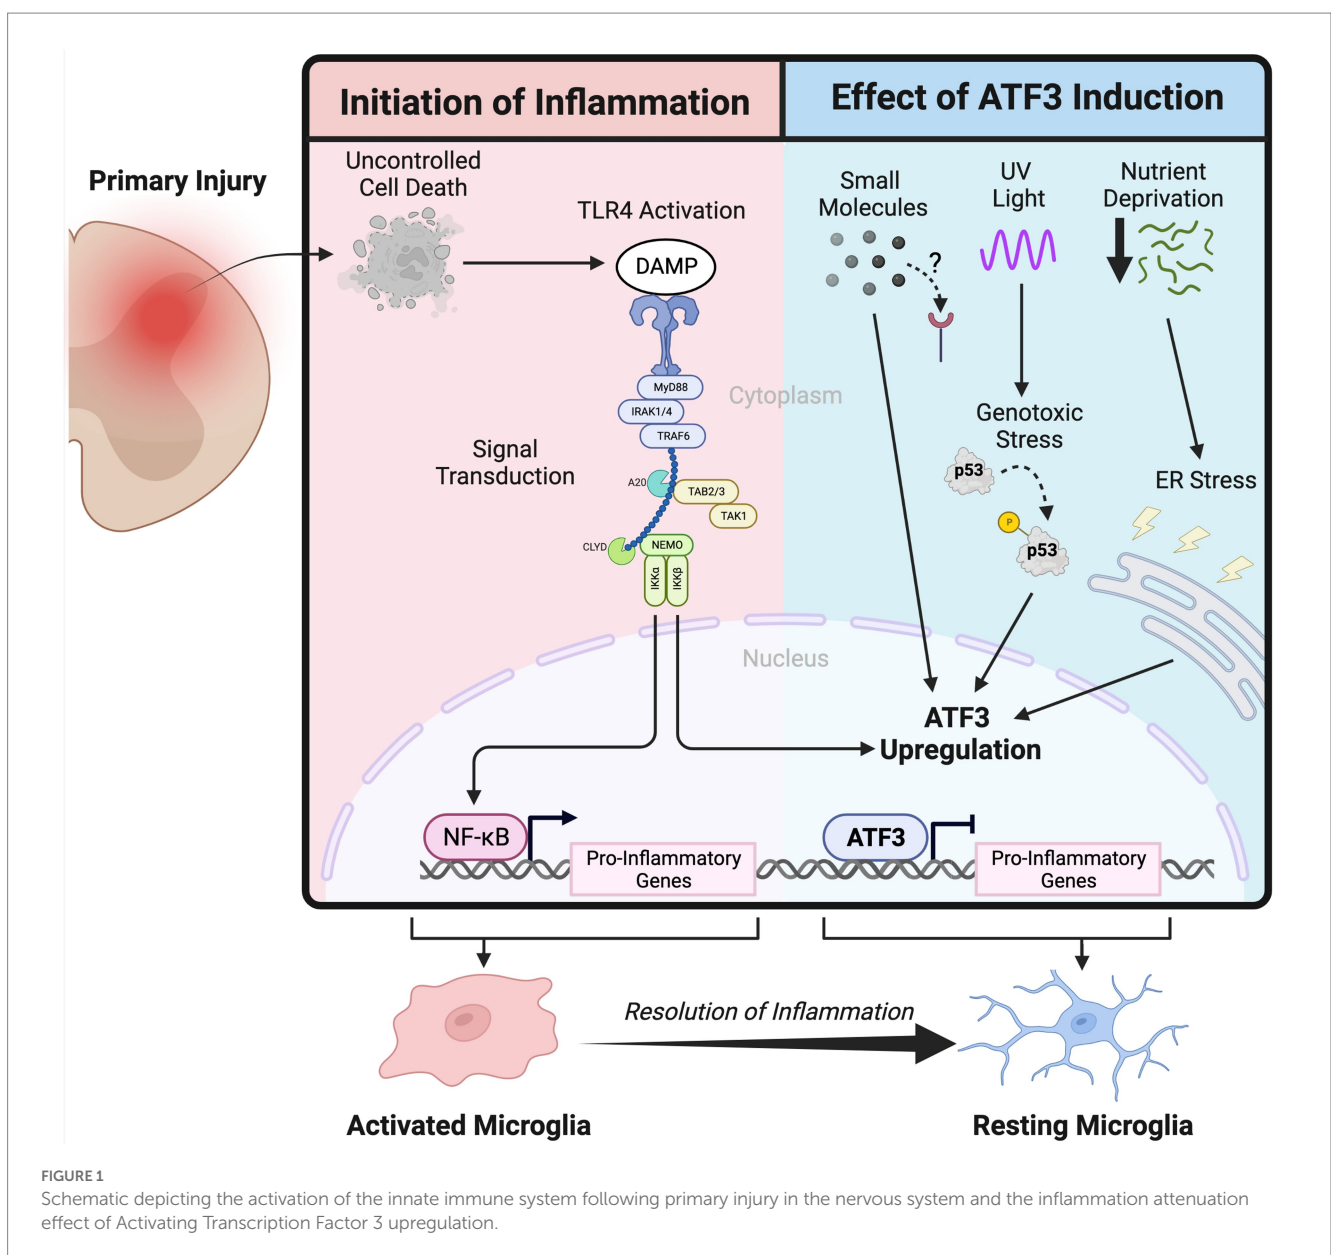 Initiation of Inflammation
Effect of ATF3 Induction
Primary Injury
Uncontrolled
Cell Death
TLR4 Activation
DAMP
MyD88
IRAK1/4
TRAF6
Signal
Transduction
A20
TAB2/3
TAK1
CLYD
NEMO
IKKα
IKKβ
Cytoplasm
Small
Molecules
?
UV
Light
Nutrient
Deprivation
Genotoxic
Stress
p53
P
p53
ER Stress
Nucleus
ATF3
Upregulation
NF-κB
Pro-Inflammatory
Genes
ATF3
Pro-Inflammatory
Genes
Resolution of Inflammation
Activated Microglia
Resting Microglia
FIGURE 1
Schematic depicting the activation of the innate immune system following primary injury in the nervous system and the inflammation attenuation
effect of Activating Transcription Factor 3 upregulation.